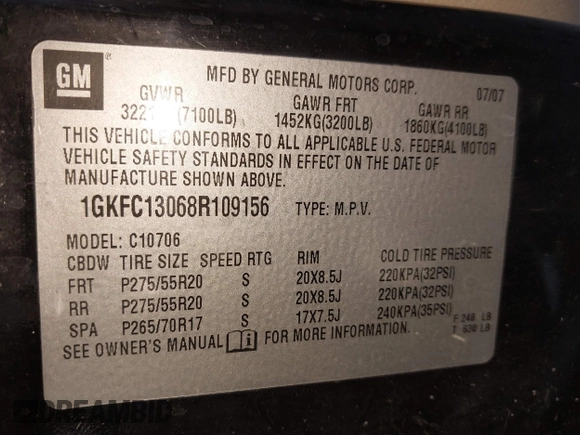 GM
MFD BY GENERAL MOTORS CORP. 07/07
GVWR GAWR FRT GAWR RR
(7100LB) 1452KG(3200LB) 1860KG(4100LB)
THIS VEHICLE CONFORMS TO ALL APPLICABLE U.S. FEDERAL MOTOR
VEHICLE SAFETY STANDARDS IN EFFECT ON THE DATE OF
MANUFACTURE SHOWN ABOVE.
1GKFC13068R109156 TYPE: M.P.V.
MODEL: C10706
CBDW TIRE SIZE SPEED RTG RIM COLD TIRE PRESSURE
FRT P275/55R20 S 20X8.5J 220KPA(32PSI)
RR P275/55R20 S 20X8.5J 220KPA(32PSI)
SPA P265/70R17 S 17X7.5J 240KPA(35PSI)
F 248 LB
SEE OWNER'S MANUAL i FOR MORE INFORMATION. T 630 LB
DREAMBID